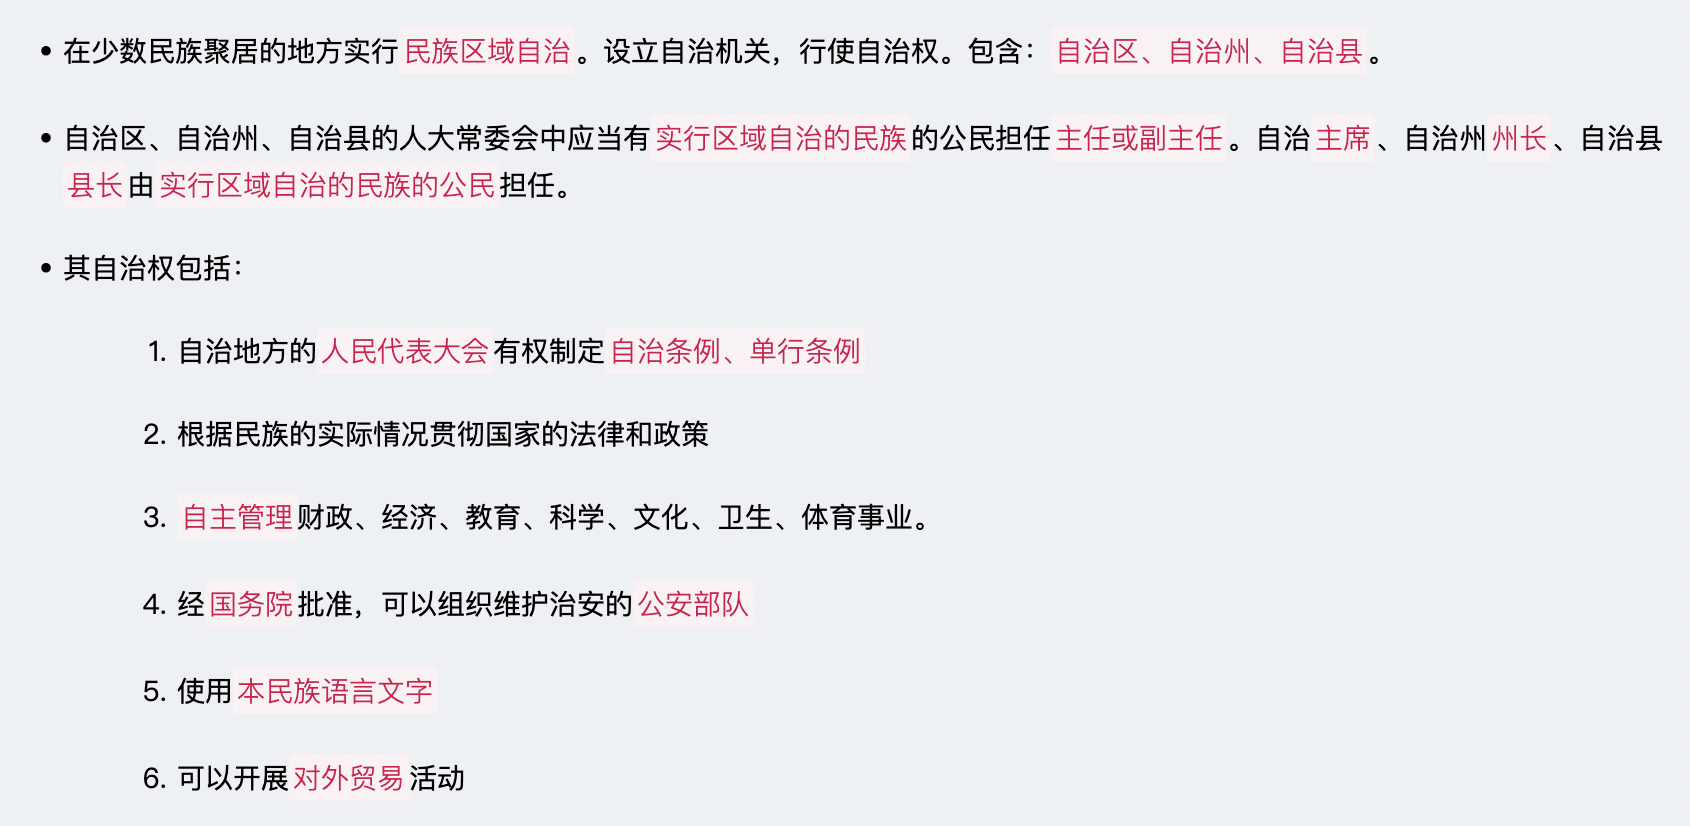 • 在少数民族聚居的地方实行民族区域自治。设立自治机关，行使自治权。包含：自治区、自治州、自治县。
• 自治区、自治州、自治县的人大常委会中应当有实行区域自治的民族的公民担任主任或副主任。自治主席、自治州州长、自治县
县长由实行区域自治的民族的公民担任。
• 其自治权包括：
1. 自治地方的人民代表大会有权制定自治条例、单行条例
2. 根据民族的实际情况贯彻国家的法律和政策
3. 自主管理财政、经济、教育、科学、文化、卫生、体育事业。
4. 经国务院批准，可以组织维护治安的公安部队
5. 使用本民族语言文字
6. 可以开展对外贸易活动